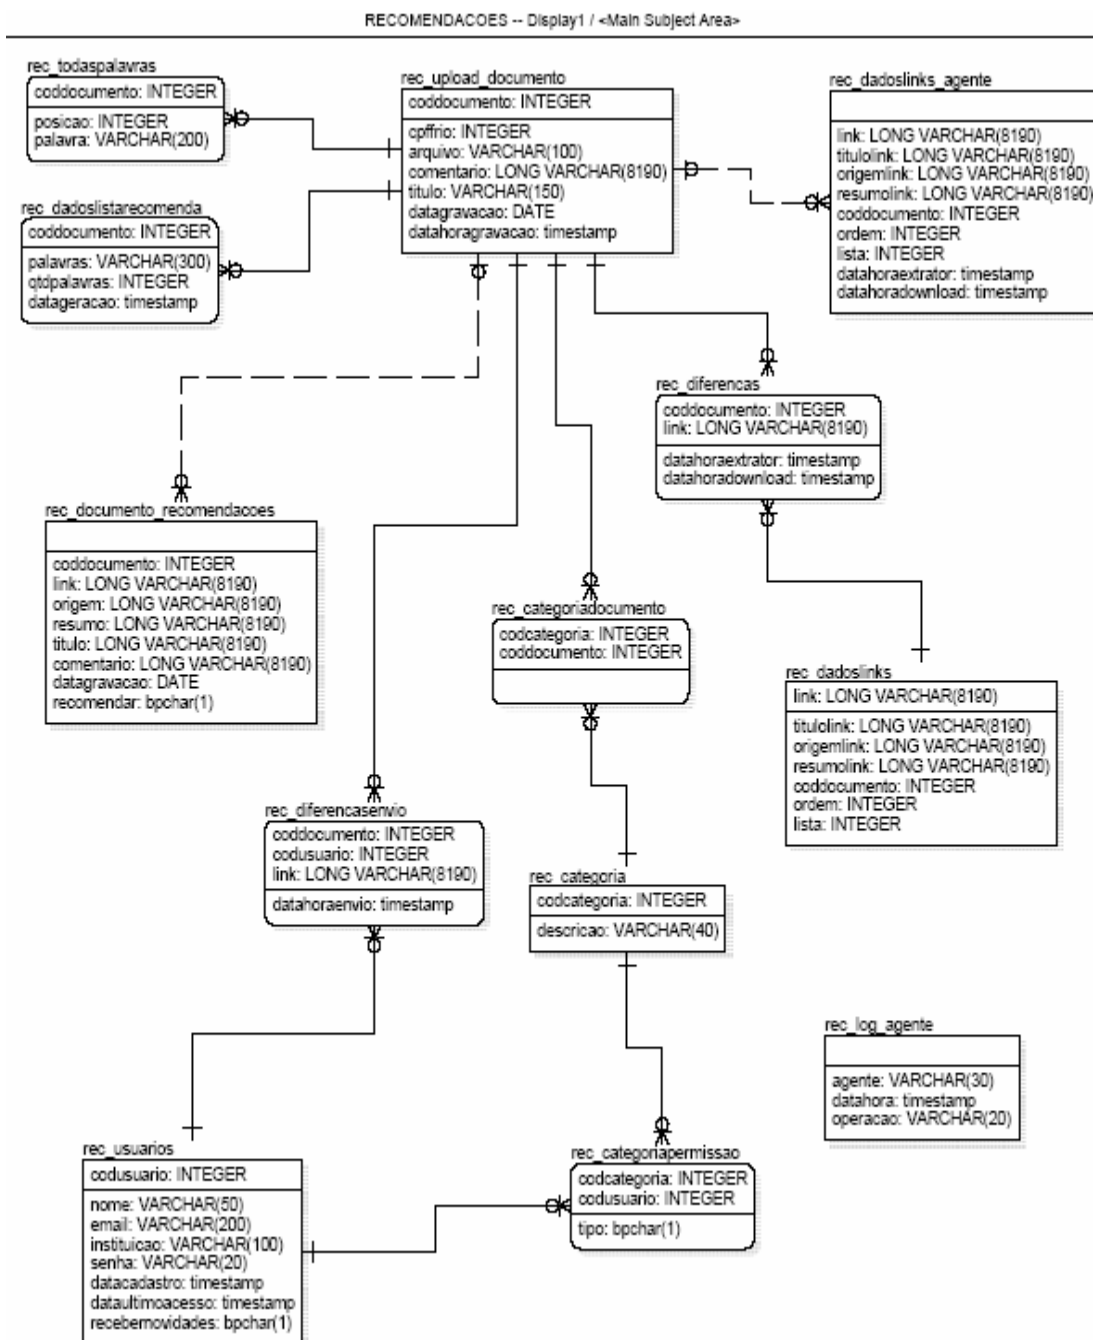 RECOMENDACOES -- Display1 / <Main Subject Area>
rec_todaspalavras
coddocumento: INTEGER
posicao: INTEGER
palavra: VARCHAR(200)
rec_upload_documento
coddocumento: INTEGER
cpffrio: INTEGER
arquivo: VARCHAR(100)
comentario: LONG VARCHAR(8190)
titulo: VARCHAR(150)
datagravacao: DATE
datahoragravacao: timestamp
rec_dadoslinks_agente
link: LONG VARCHAR(8190)
titulolink: LONG VARCHAR(8190)
origemlink: LONG VARCHAR(8190)
resumolink: LONG VARCHAR(8190)
coddocumento: INTEGER
ordem: INTEGER
lista: INTEGER
datahoraextrator: timestamp
datahoradownload: timestamp
rec_dadoslistarecomenda
coddocumento: INTEGER
palavras: VARCHAR(300)
qtdpalavras: INTEGER
datageracao: timestamp
rec_diferencas
coddocumento: INTEGER
link: LONG VARCHAR(8190)
datahoraextrator: timestamp
datahoradownload: timestamp
rec_documento_recomendacoes
coddocumento: INTEGER
link: LONG VARCHAR(8190)
origem: LONG VARCHAR(8190)
resumo: LONG VARCHAR(8190)
titulo: LONG VARCHAR(8190)
comentario: LONG VARCHAR(8190)
datagravacao: DATE
recomendar: bpchar(1)
rec_categoriadocumento
codcategoria: INTEGER
coddocumento: INTEGER
rec_dadoslinks
link: LONG VARCHAR(8190)
titulolink: LONG VARCHAR(8190)
origemlink: LONG VARCHAR(8190)
resumolink: LONG VARCHAR(8190)
coddocumento: INTEGER
ordem: INTEGER
lista: INTEGER
rec_diferencasenvio
coddocumento: INTEGER
codusuario: INTEGER
link: LONG VARCHAR(8190)
datahoraenvio: timestamp
rec_categoria
codcategoria: INTEGER
descricao: VARCHAR(40)
rec_log_agente
agente: VARCHAR(30)
datahora: timestamp
operacao: VARCHAR(20)
rec_usuarios
codusuario: INTEGER
nome: VARCHAR(50)
email: VARCHAR(200)
instituicao: VARCHAR(100)
senha: VARCHAR(20)
datacadastro: timestamp
dataultimoacesso: timestamp
recebernovidades: bpchar(1)
rec_categoriapermissao
codcategoria: INTEGER
codusuario: INTEGER
tipo: bpchar(1)